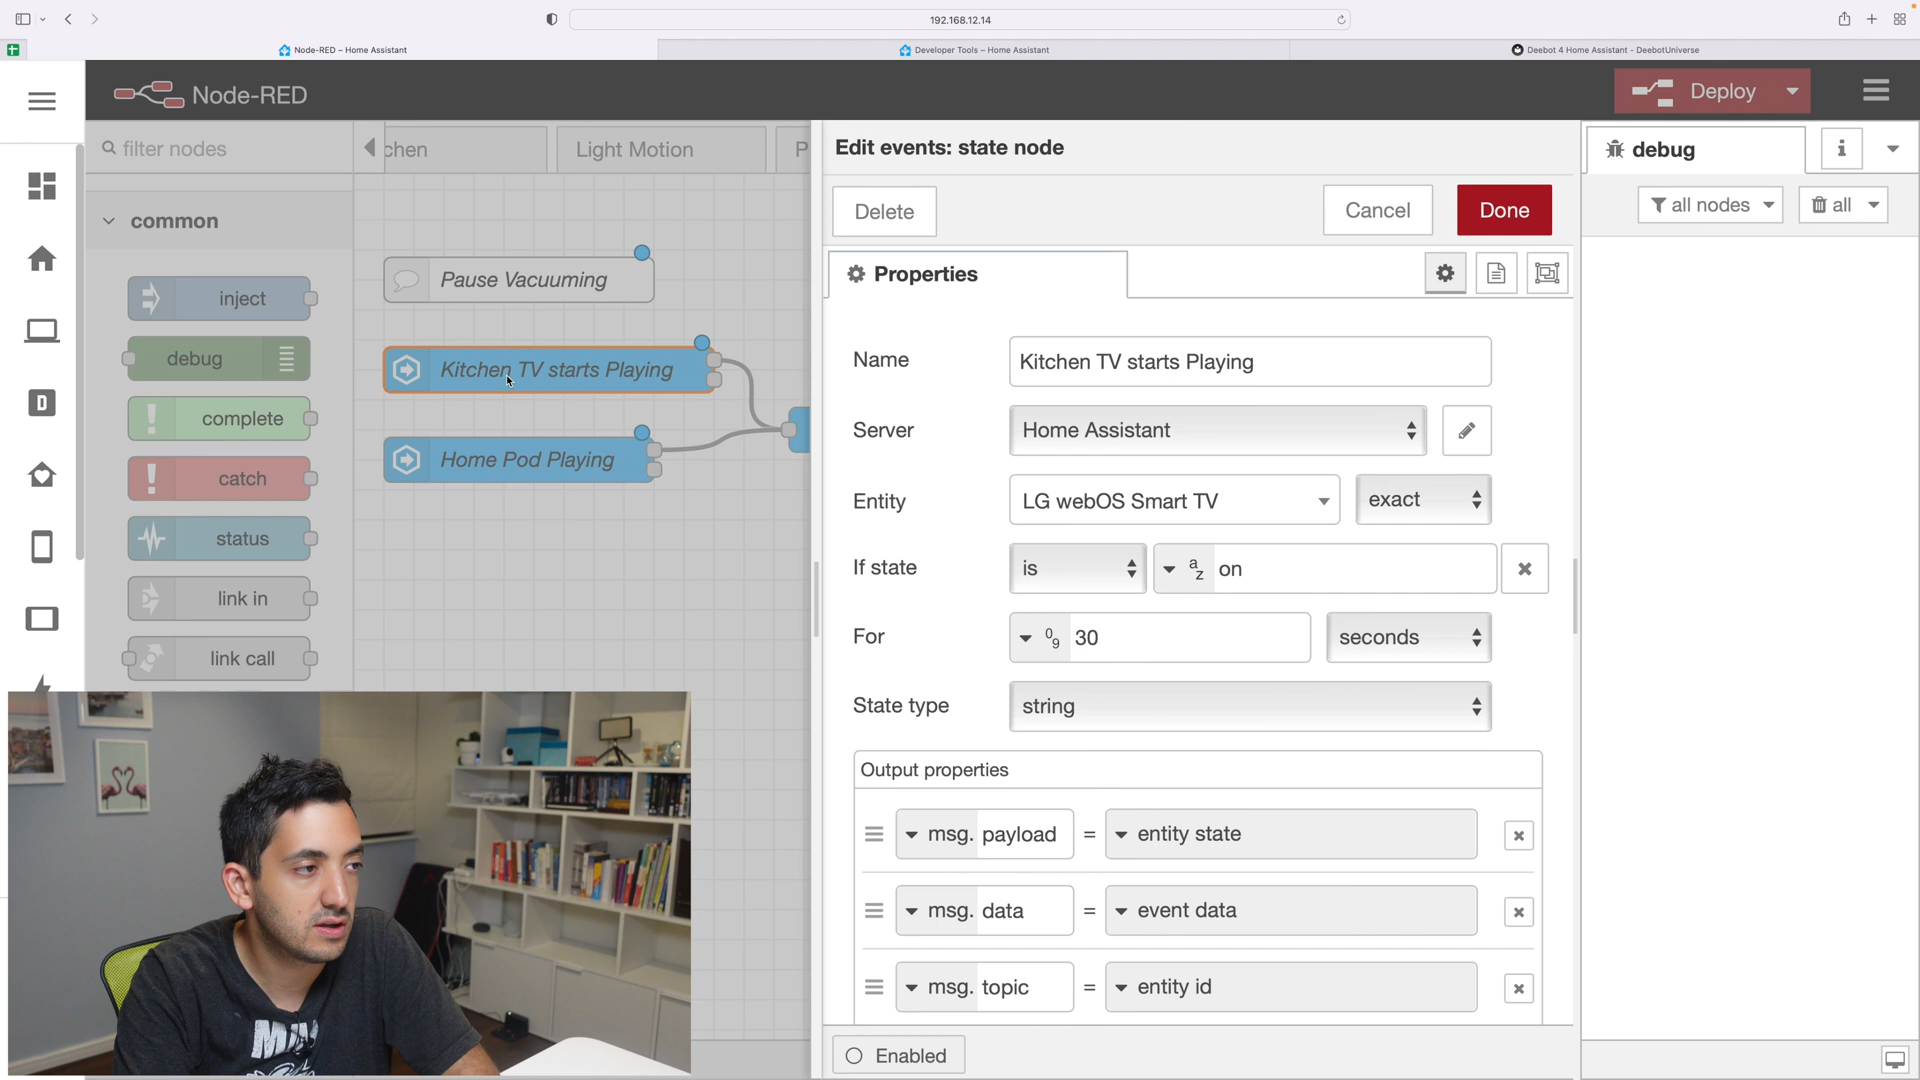 192.168.12.14
Node-RED – Home Assistant
Developer Tools – Home Assistant
Deebot 4 Home Assistant - DeebotUniverse
Node-RED
Deploy
filter nodes
chen
Light Motion
P
common
inject
debug
complete
catch
status
link in
link call
Pause Vacuuming
Kitchen TV starts Playing
Home Pod Playing
Edit events: state node
Delete
Cancel
Done
Properties
Name
Kitchen TV starts Playing
Server
Home Assistant
Entity
LG webOS Smart TV
exact
If state
is
a
z
on
For
0
9
30
seconds
State type
string
Output properties
msg. payload = entity state
msg. data = event data
msg. topic = entity id
Enabled
debug
i
all nodes
all
D